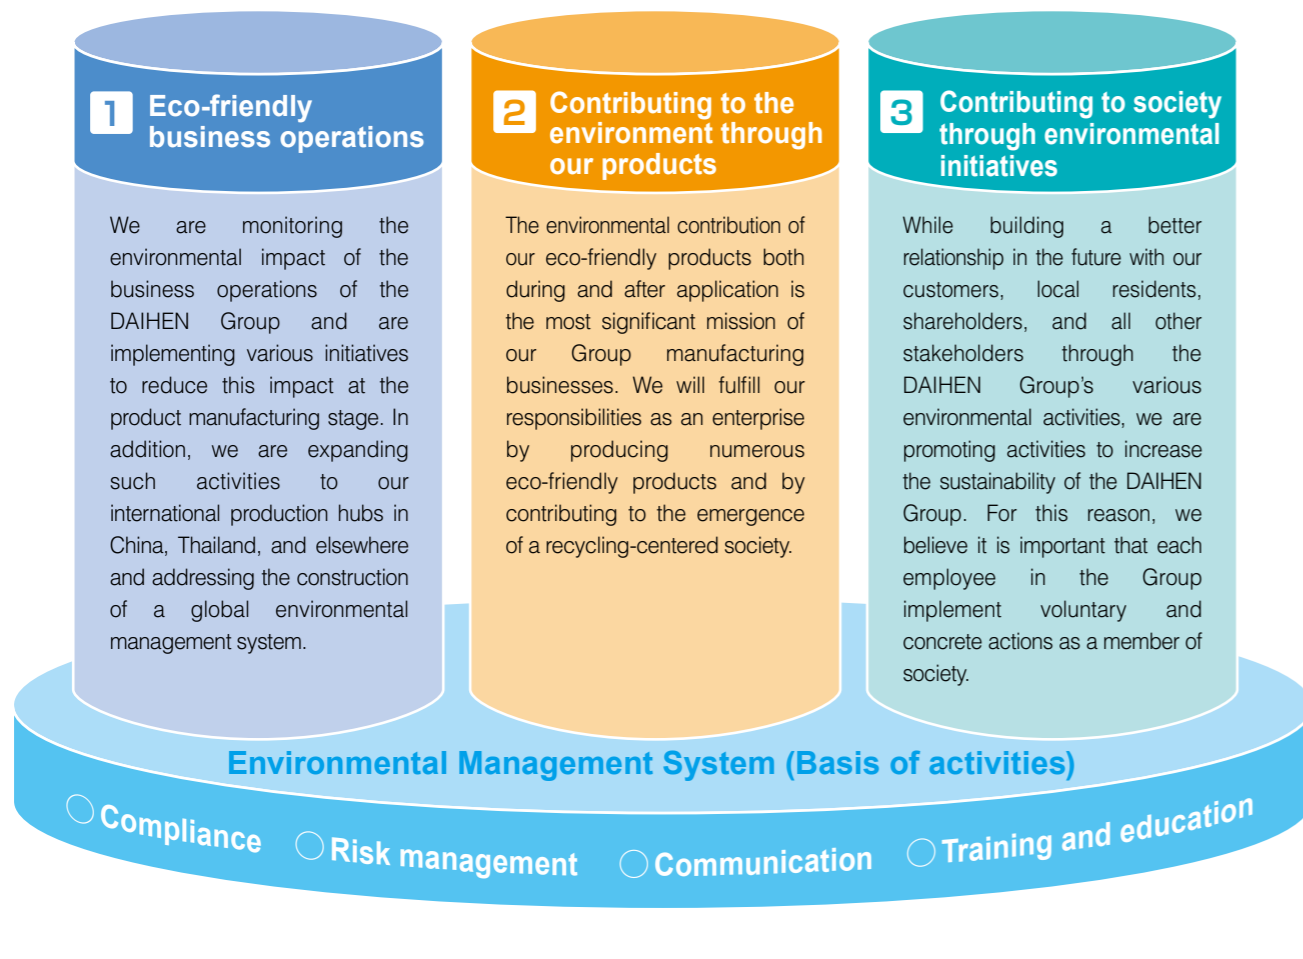 1
Eco-friendly
business operations
We are monitoring the
environmental impact of the
business operations of the
DAIHEN Group and are
implementing various initiatives
to reduce this impact at the
product manufacturing stage. In
addition, we are expanding
such activities to our
international production hubs in
China, Thailand, and elsewhere
and addressing the construction
of a global environmental
management system.
2
Contributing to the
environment through
our products
The environmental contribution of
our eco-friendly products both
during and after application is
the most significant mission of
our Group manufacturing
businesses. We will fulfill our
responsibilities as an enterprise
by producing numerous
eco-friendly products and by
contributing to the emergence
of a recycling-centered society.
3
Contributing to society
through environmental
initiatives
While building a better
relationship in the future with our
customers, local residents,
shareholders, and all other
stakeholders through the
DAIHEN Group's various
environmental activities, we are
promoting activities to increase
the sustainability of the DAIHEN
Group. For this reason, we
believe it is important that each
employee in the Group
implement voluntary and
concrete actions as a member of
society.
Environmental Management System (Basis of activities)
○ Compliance
○ Risk management
○ Communication
○ Training and education